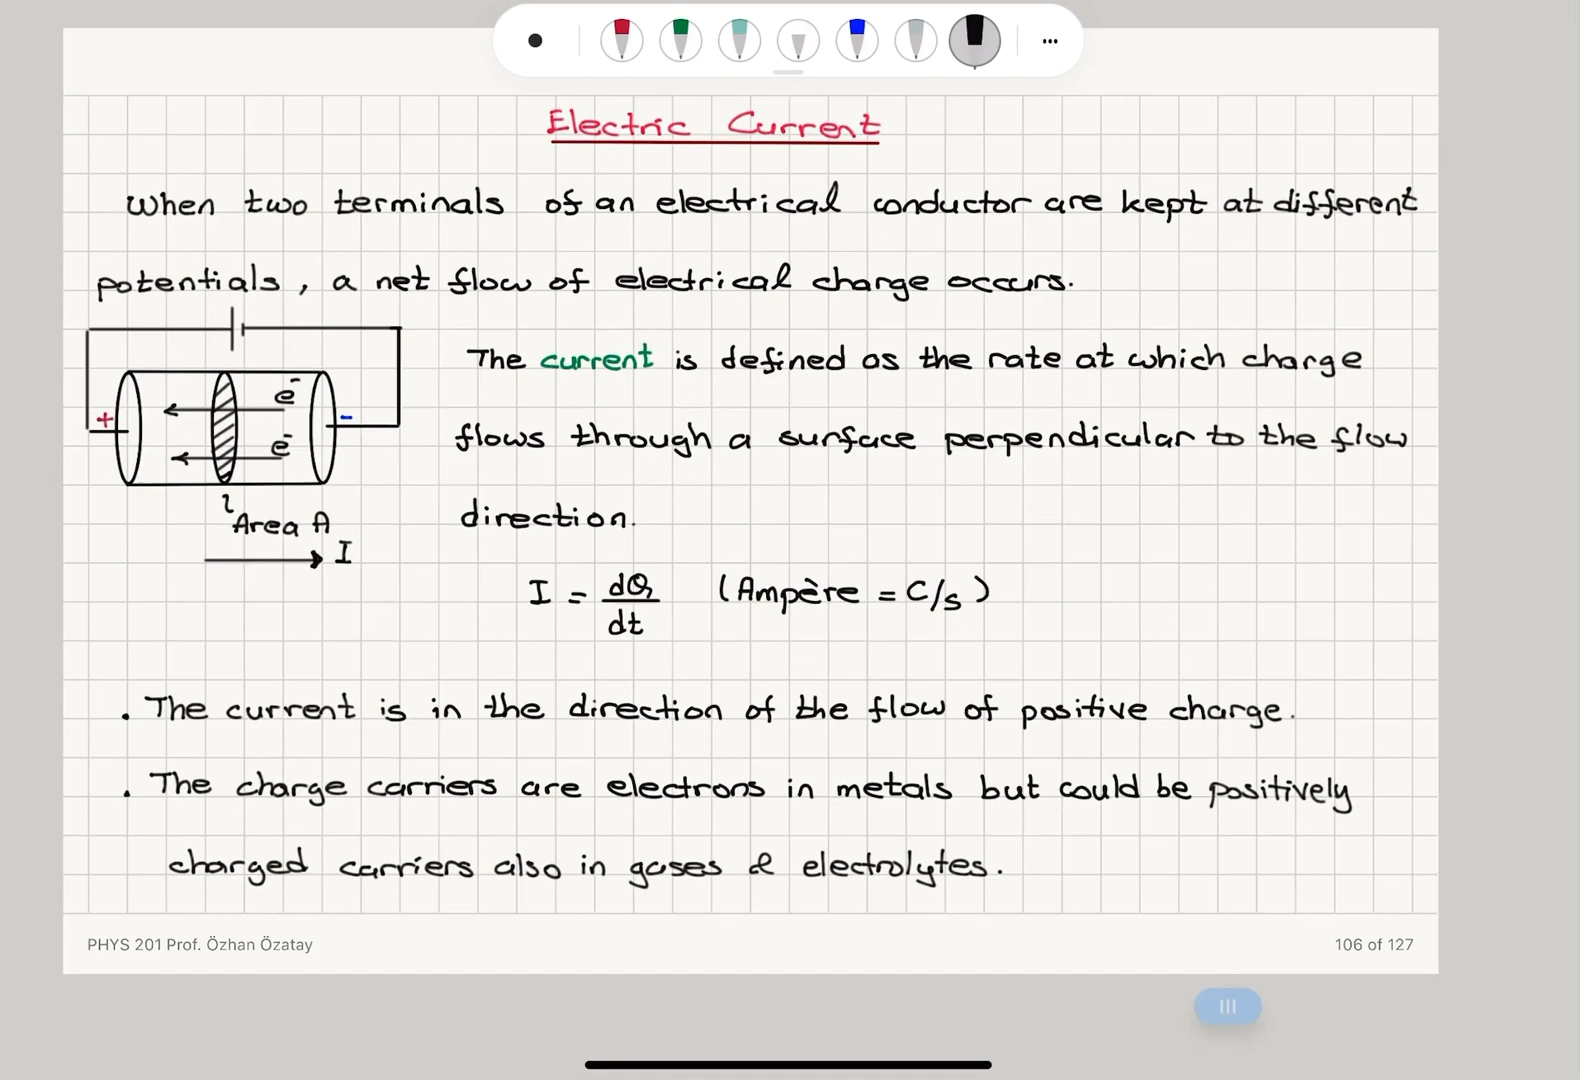 Electric Current
When two terminals of an electrical conductor are kept at different
potentials, a net flow of electrical charge occurs.
The current is defined as the rate at which charge
flows through a surface perpendicular to the flow
direction.
+ e⁻ -
e⁻
Area A
I
I = dQ/dt (Ampère = C/s)
. The current is in the direction of the flow of positive charge.
. The charge carriers are electrons in metals but could be positively
charged carriers also in gases & electrolytes.
PHYS 201 Prof. Özhan Özatay
106 of 127